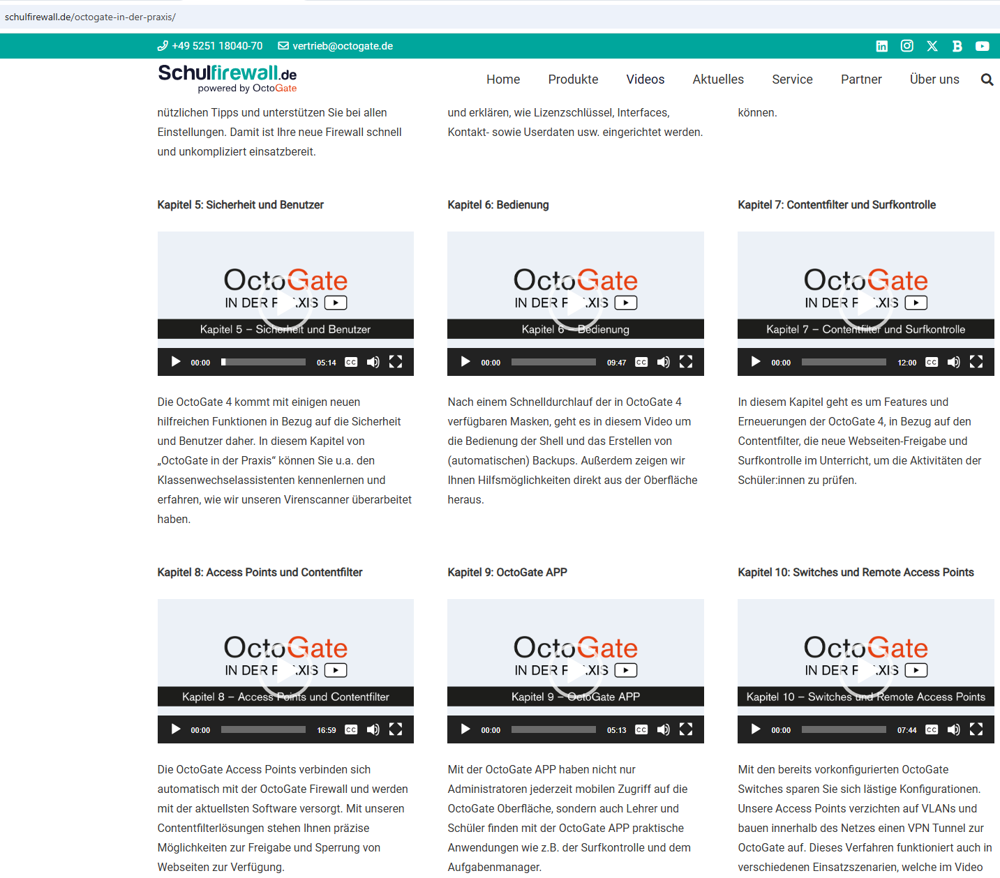 schulfirewall.de/octogate-in-der-praxis/
+49 5251 18040-70 vertrieb@octogate.de
Schulfirewall.de
powered by OctoGate
Home Produkte Videos Aktuelles Service Partner Über uns
nützlichen Tipps und unterstützen Sie bei allen
Einstellungen. Damit ist Ihre neue Firewall schnell
und unkompliziert einsatzbereit.
und erklären, wie Lizenzschlüssel, Interfaces,
Kontakt- sowie Userdaten usw. eingerichtet werden.
können.
Kapitel 5: Sicherheit und Benutzer
OctoGate
IN DER PRAXIS
Kapitel 5 – Sicherheit und Benutzer
00:00 05:14 CC
Die OctoGate 4 kommt mit einigen neuen
hilfreichen Funktionen in Bezug auf die Sicherheit
und Benutzer daher. In diesem Kapitel von
„OctoGate in der Praxis“ können Sie u.a. den
Klassenwechselassistenten kennenlernen und
erfahren, wie wir unseren Virenscanner überarbeitet
haben.
Kapitel 6: Bedienung
OctoGate
IN DER PRAXIS
Kapitel 6 – Bedienung
00:00 09:47 CC
Nach einem Schnelldurchlauf der in OctoGate 4
verfügbaren Masken, geht es in diesem Video um
die Bedienung der Shell und das Erstellen von
(automatischen) Backups. Außerdem zeigen wir
Ihnen Hilfsmöglichkeiten direkt aus der Oberfläche
heraus.
Kapitel 7: Contentfilter und Surfkontrolle
OctoGate
IN DER PRAXIS
Kapitel 7 – Contentfilter und Surfkontrolle
00:00 12:00 CC
In diesem Kapitel geht es um Features und
Erneuerungen der OctoGate 4, in Bezug auf den
Contentfilter, die neue Webseiten-Freigabe und
Surfkontrolle im Unterricht, um die Aktivitäten der
Schüler:innen zu prüfen.
Kapitel 8: Access Points und Contentfilter
OctoGate
IN DER PRAXIS
Kapitel 8 – Access Points und Contentfilter
00:00 16:59 CC
Die OctoGate Access Points verbinden sich
automatisch mit der OctoGate Firewall und werden
mit der aktuellsten Software versorgt. Mit unseren
Contentfilterlösungen stehen Ihnen präzise
Möglichkeiten zur Freigabe und Sperrung von
Webseiten zur Verfügung.
Kapitel 9: OctoGate APP
OctoGate
IN DER PRAXIS
Kapitel 9 – OctoGate APP
00:00 05:13 CC
Mit der OctoGate APP haben nicht nur
Administratoren jederzeit mobilen Zugriff auf die
OctoGate Oberfläche, sondern auch Lehrer und
Schüler finden mit der OctoGate APP praktische
Anwendungen wie z.B. der Surfkontrolle und dem
Aufgabenmanager.
Kapitel 10: Switches und Remote Access Points
OctoGate
IN DER PRAXIS
Kapitel 10 – Switches und Remote Access Points
00:00 07:44 CC
Mit den bereits vorkonfigurierten OctoGate
Switches sparen Sie sich lästige Konfigurationen.
Unsere Access Points verzichten auf VLANs und
bauen innerhalb des Netzes einen VPN Tunnel zur
OctoGate auf. Dieses Verfahren funktioniert auch in
verschiedenen Einsatzszenarien, welche im Video